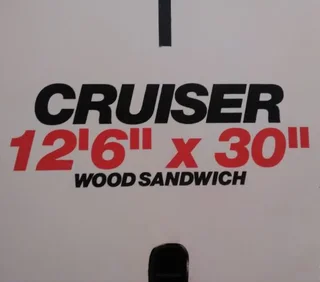 CRUISER
12'6" x 30"
WOOD SANDWICH